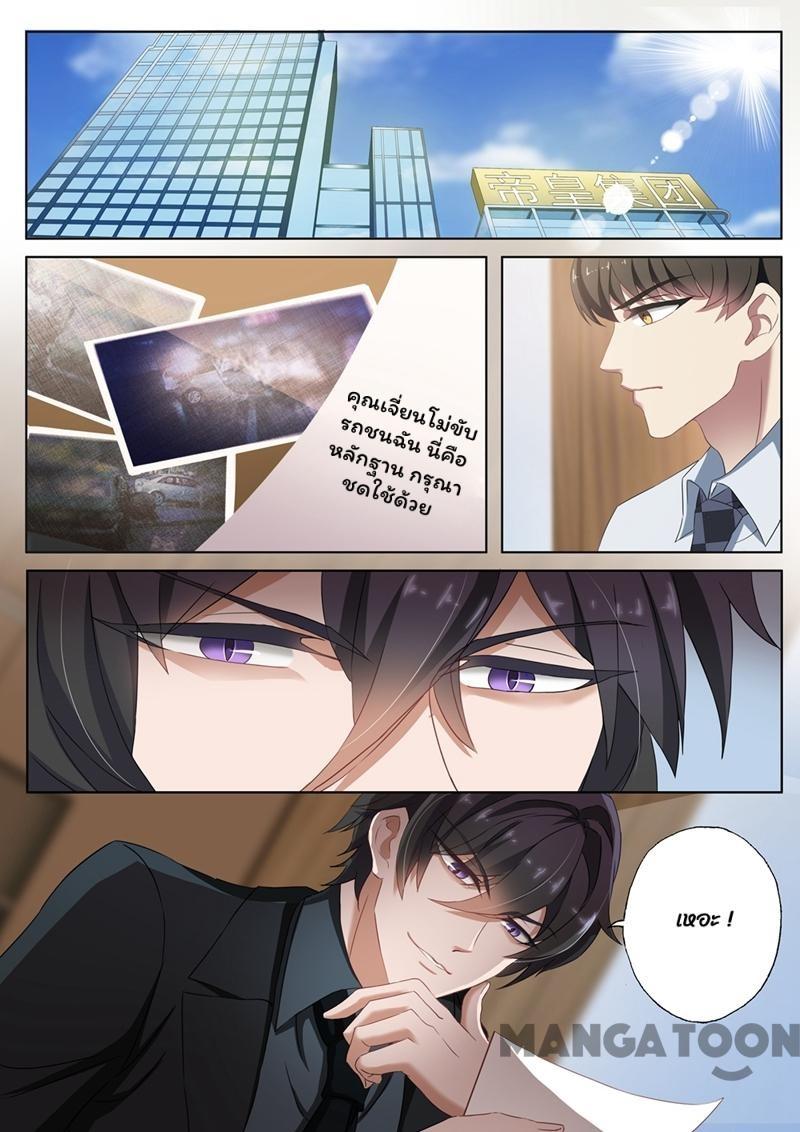 帝皇集团
คุณเจี่ยนโม่ขับ
รถชนฉัน นี่คือ
หลักฐาน กรุณา
ชดใช้ด้วย
เหอะ !
MANGATOON